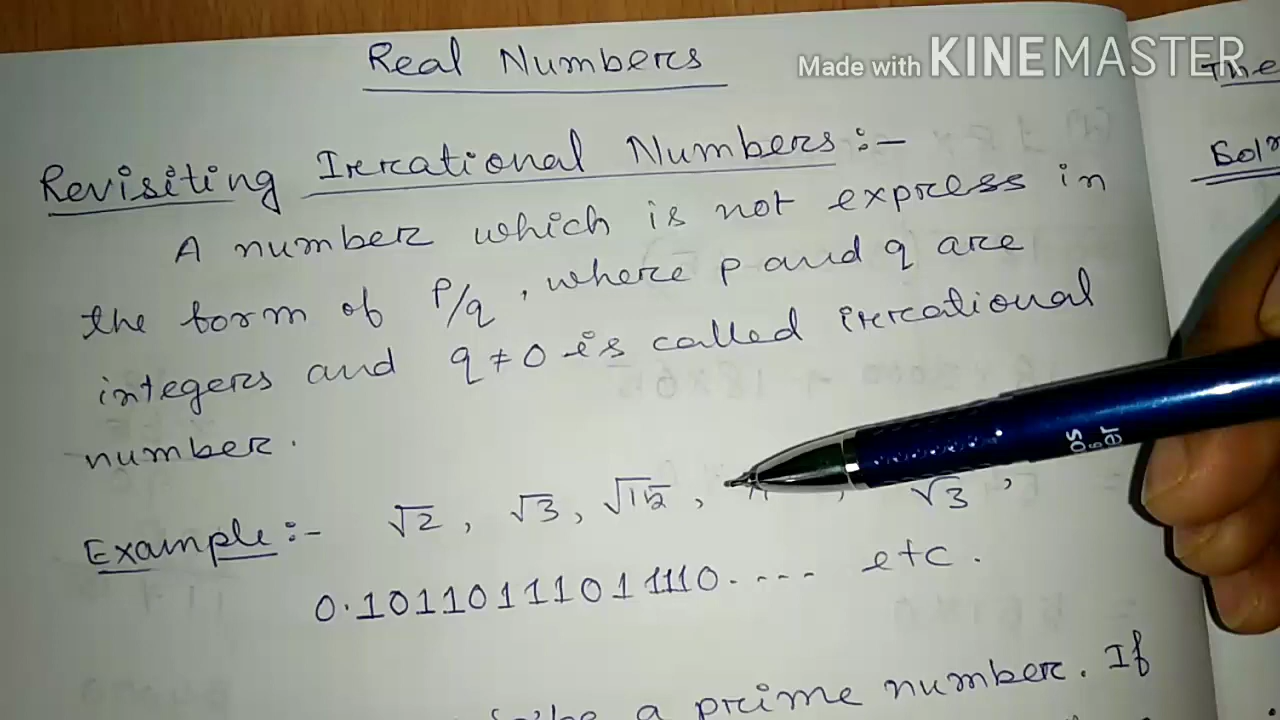 Real Numbers
Made with KINEMASTER
Revisiting Irrational Numbers :-
A number which is not express in
the form of P/q, where p and q are
integers and q ≠ 0 is called irrational
number.
Example :- √2, √3, √15, π, √3,
0.10110111011110.... etc.
a prime number. If
The
Solⁿ